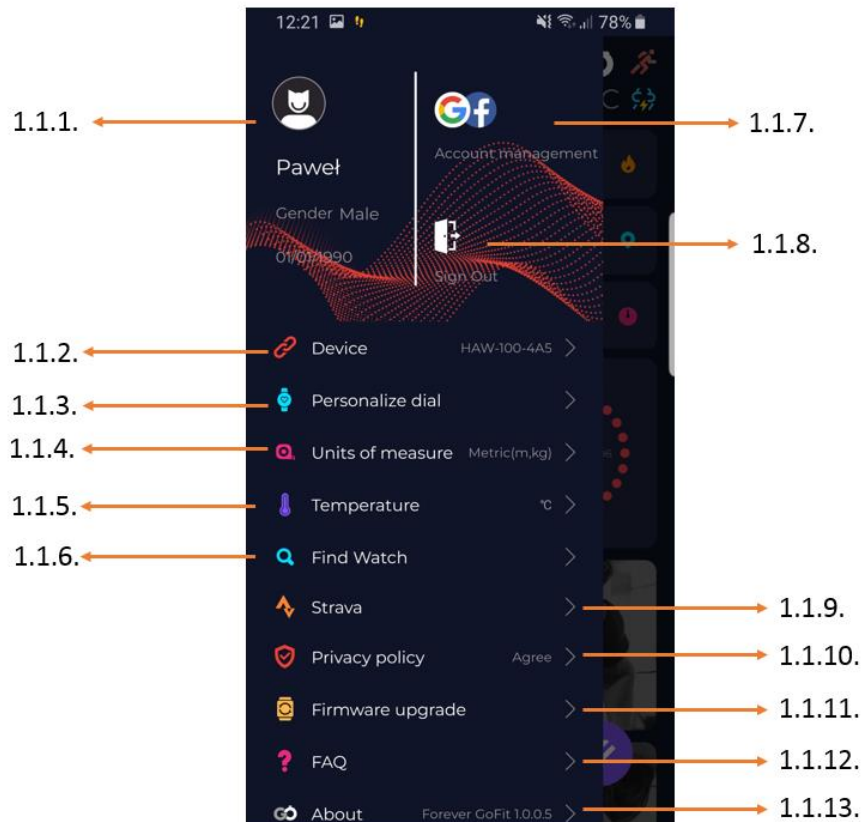 12:21 78%
1.1.1.
1.1.7.
Account management
Paweł
Gender Male
1.1.8.
01/01/1990
Sign Out
1.1.2. Device HAW-100-4A5
1.1.3. Personalize dial
1.1.4. Units of measure Metric(m,kg)
1.1.5. Temperature °C
1.1.6. Find Watch
Strava 1.1.9.
Privacy policy Agree 1.1.10.
Firmware upgrade 1.1.11.
FAQ 1.1.12.
About Forever GoFit 1.0.0.5 1.1.13.